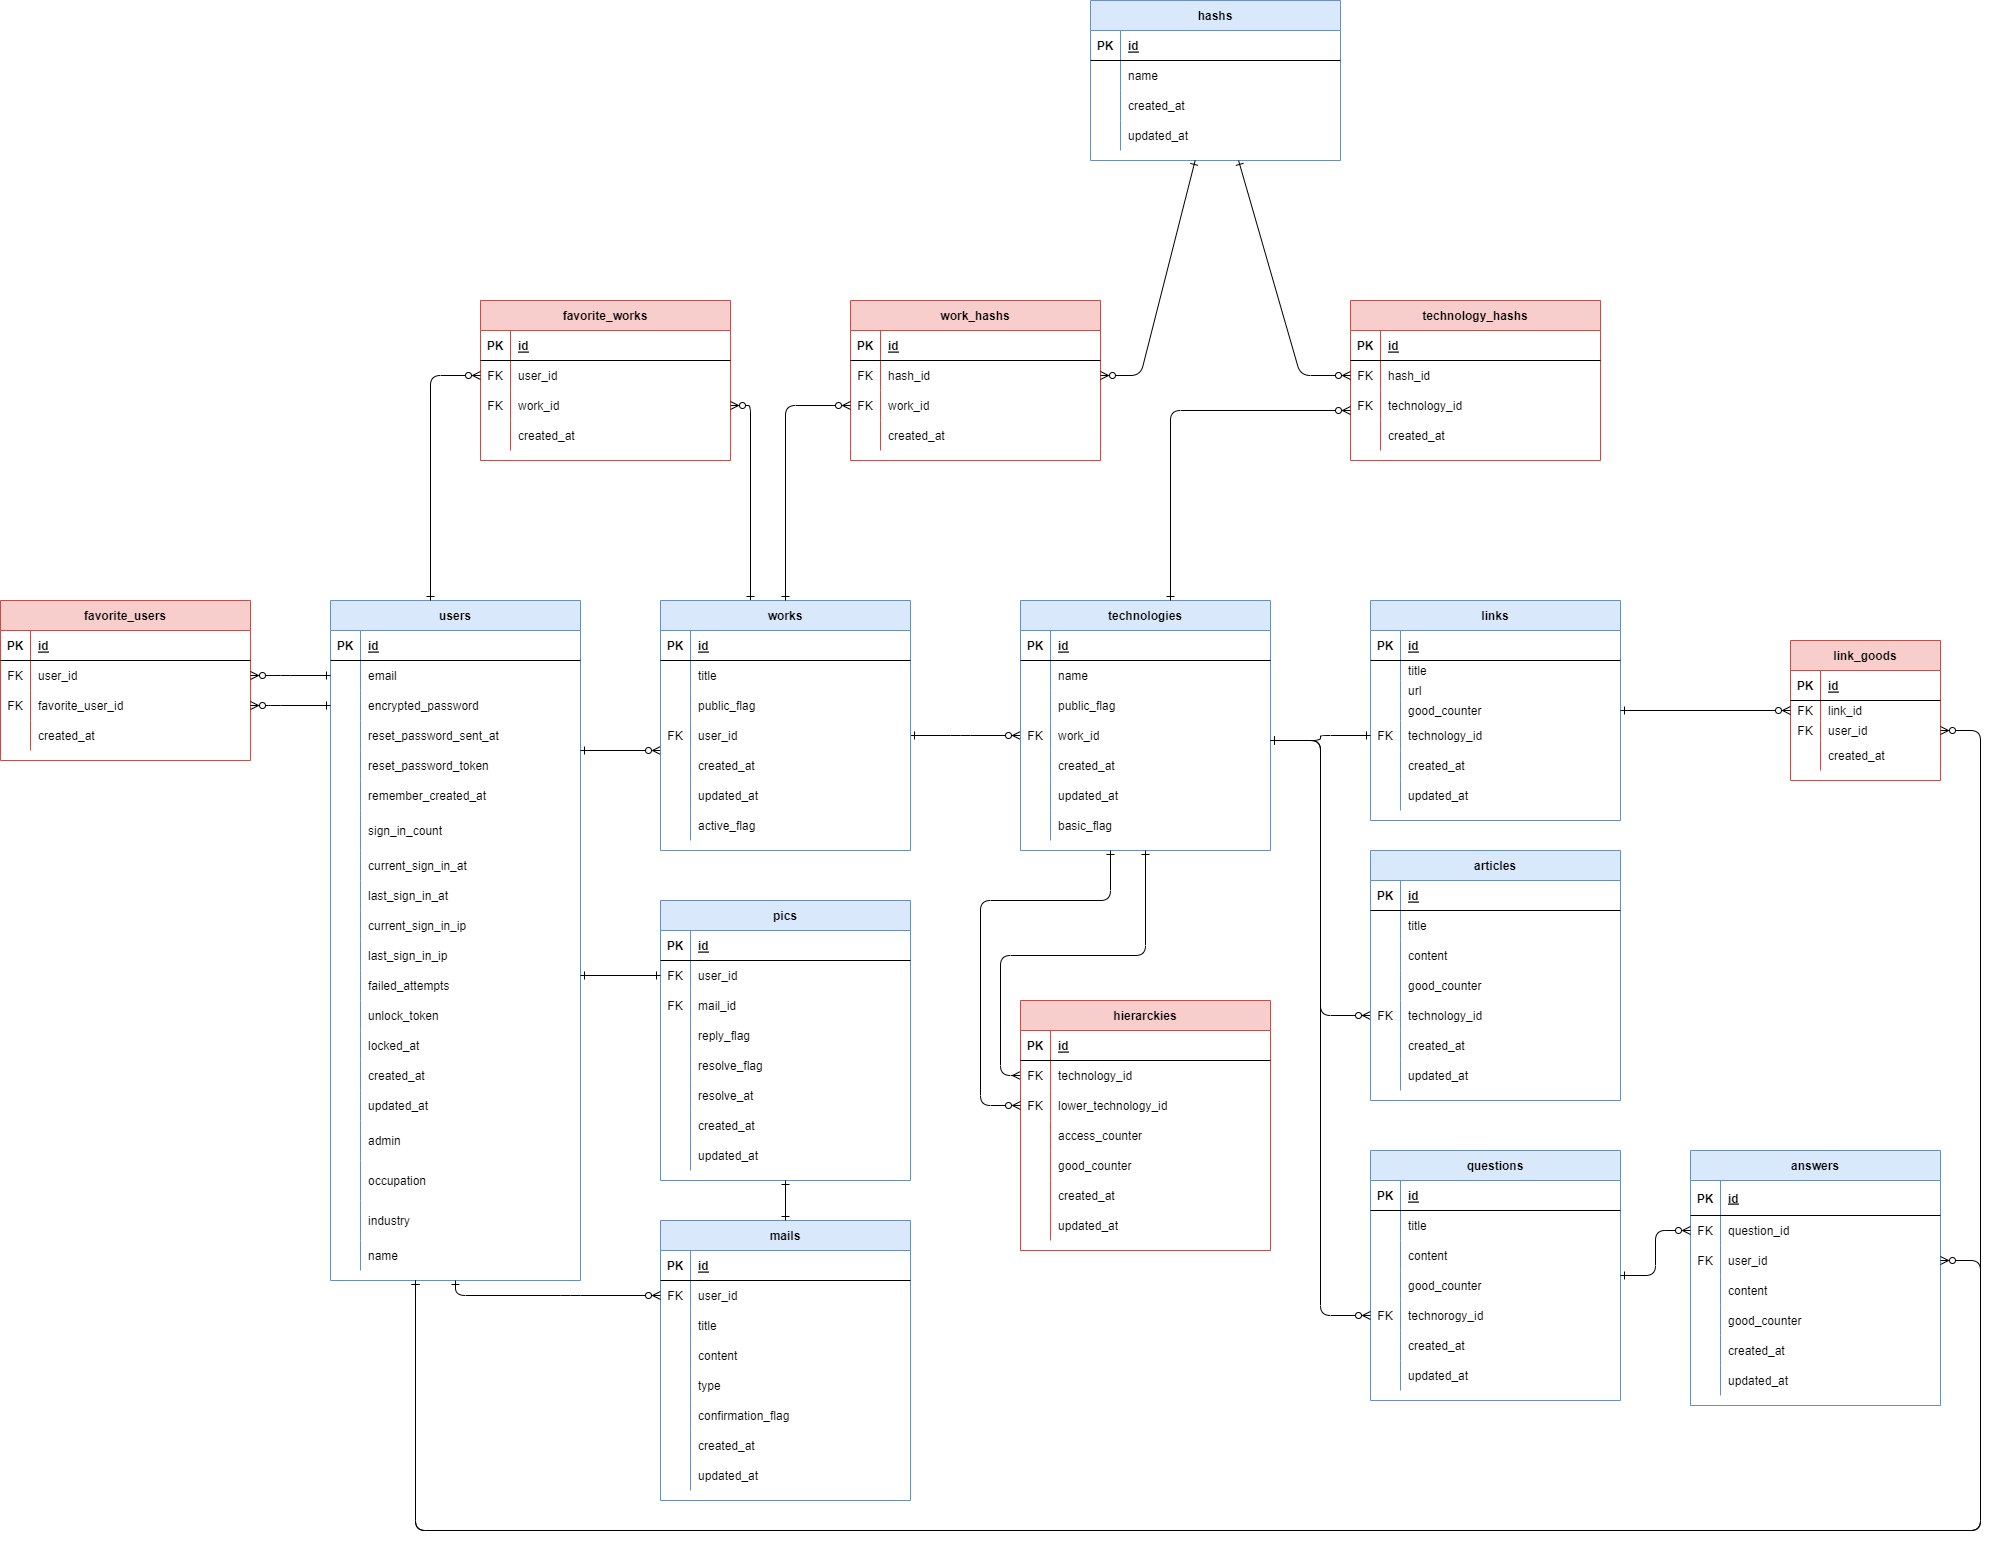 hashs
PK id
name
created_at
updated_at
favorite_works
PK id
FK user_id
FK work_id
created_at
work_hashs
PK id
FK hash_id
FK work_id
created_at
technology_hashs
PK id
FK hash_id
FK technology_id
created_at
favorite_users
PK id
FK user_id
FK favorite_user_id
created_at
users
PK id
email
encrypted_password
reset_password_sent_at
reset_password_token
remember_created_at
sign_in_count
current_sign_in_at
last_sign_in_at
current_sign_in_ip
last_sign_in_ip
failed_attempts
unlock_token
locked_at
created_at
updated_at
admin
occupation
industry
name
works
PK id
title
public_flag
FK user_id
created_at
updated_at
active_flag
technologies
PK id
name
public_flag
FK work_id
created_at
updated_at
basic_flag
links
PK id
title
url
good_counter
FK technology_id
created_at
updated_at
link_goods
PK id
FK link_id
FK user_id
created_at
articles
PK id
title
content
good_counter
FK technology_id
created_at
updated_at
pics
PK id
FK user_id
FK mail_id
reply_flag
resolve_flag
resolve_at
created_at
updated_at
hierarckies
PK id
FK technology_id
FK lower_technology_id
access_counter
good_counter
created_at
updated_at
questions
PK id
title
content
good_counter
FK technorogy_id
created_at
updated_at
answers
PK id
FK question_id
FK user_id
content
good_counter
created_at
updated_at
mails
PK id
FK user_id
title
content
type
confirmation_flag
created_at
updated_at